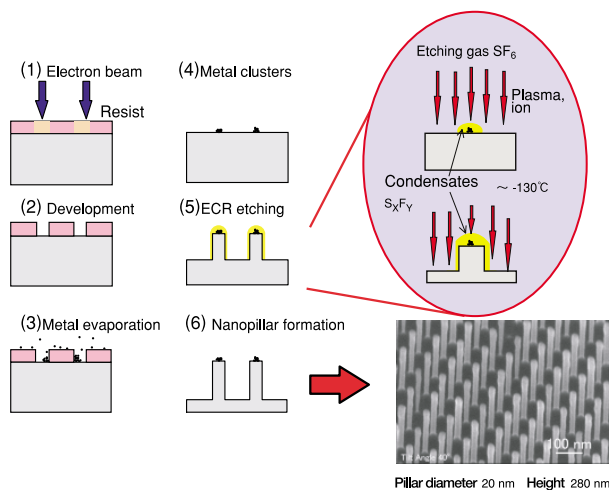 (1) Electron beam
Resist
(2) Development
(3) Metal evaporation
(4) Metal clusters
(5) ECR etching
(6) Nanopillar formation
Etching gas SF6
Plasma,
ion
Condensates
SXFY
～ -130℃
100 nm
Tilt Angle 40°
Pillar diameter 20 nm Height 280 nm